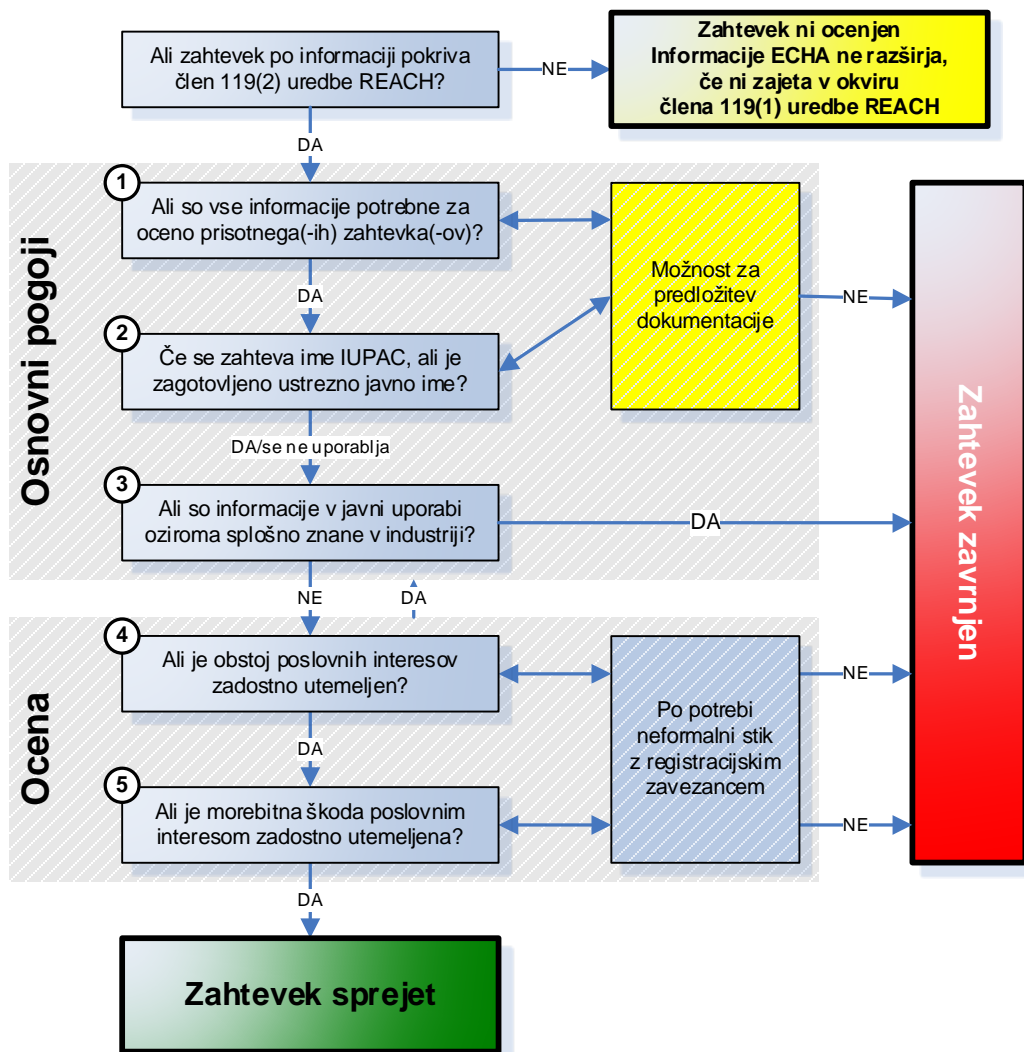 Ali zahtevek po informaciji pokriva
člen 119(2) uredbe REACH?
NE
Zahtevek ni ocenjen
Informacije ECHA ne razširja,
če ni zajeta v okviru
člena 119(1) uredbe REACH
DA
Osnovni pogoji
1
Ali so vse informacije potrebne za
oceno prisotnega(-ih) zahtevka(-ov)?
DA
Možnost za
predložitev
dokumentacije
NE
2
Če se zahteva ime IUPAC, ali je
zagotovljeno ustrezno javno ime?
DA/se ne uporablja
3
Ali so informacije v javni uporabi
oziroma splošno znane v industriji?
DA
Zahtevek zavrnjen
NE
DA
Ocena
4
Ali je obstoj poslovnih interesov
zadostno utemeljen?
NE
DA
Po potrebi
neformalni stik
z registracijskim
zavezancem
5
Ali je morebitna škoda poslovnim
interesom zadostno utemeljena?
NE
DA
Zahtevek sprejet